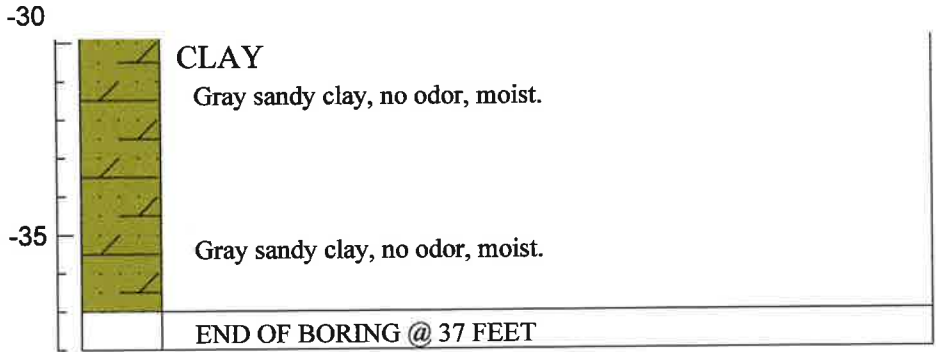 -30
CLAY
Gray sandy clay, no odor, moist.
-35
Gray sandy clay, no odor, moist.
END OF BORING @ 37 FEET